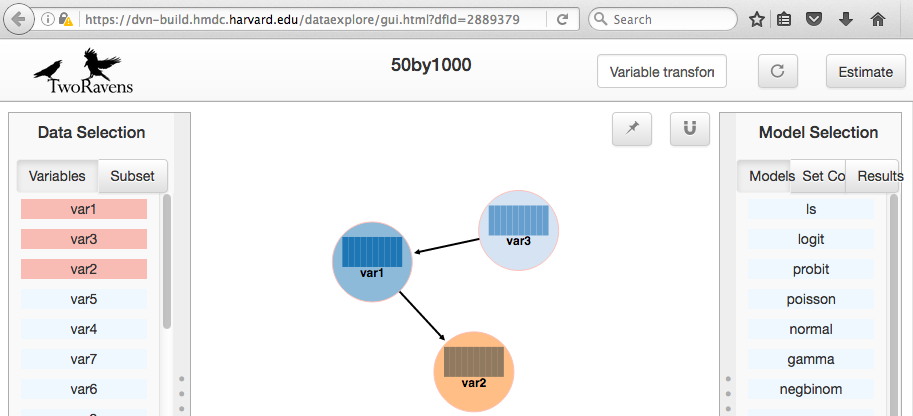 https://dvn-build.hmdc.harvard.edu/dataexplore/gui.html?dfId=2889379
Search
TwoRavens
50by1000
Variable transforn
Estimate
Data Selection
Variables
Subset
var1
var3
var2
var5
var4
var7
var6
var3
var1
var2
Model Selection
Models
Set Co
Results
ls
logit
probit
poisson
normal
gamma
negbinom